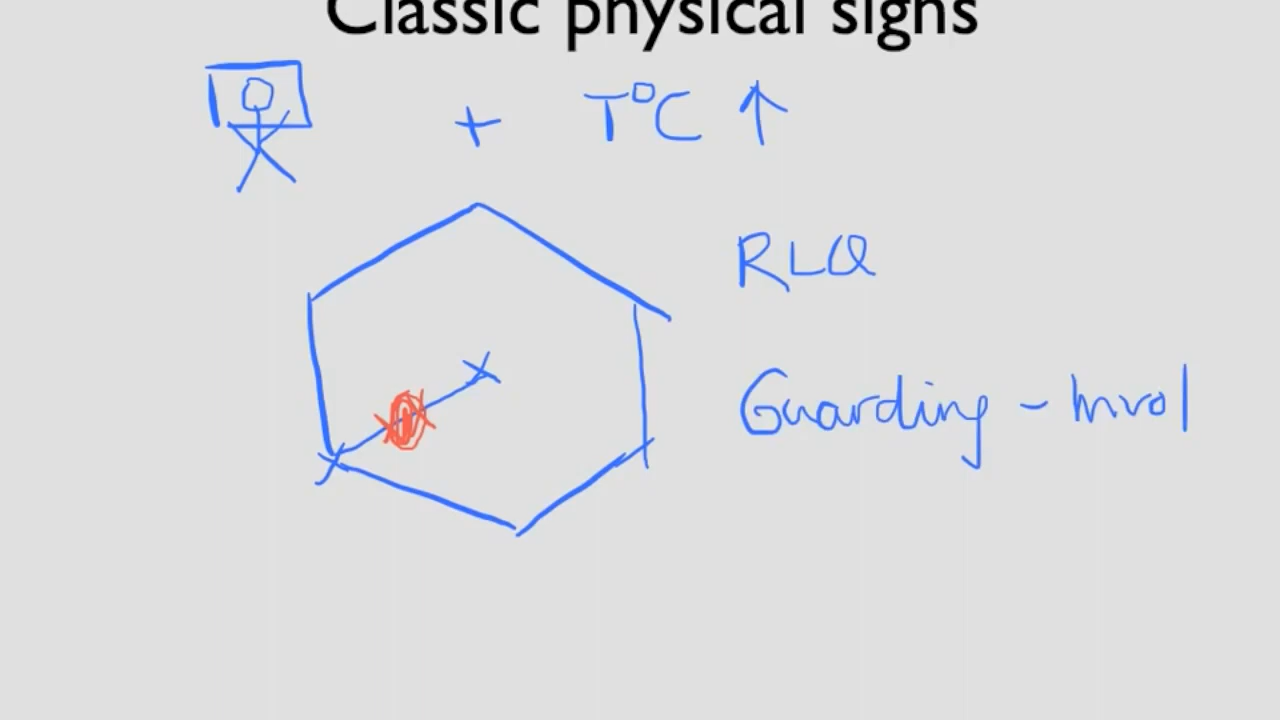 Classic physical signs
+ T°C ↑
RLQ
Guarding - Invol